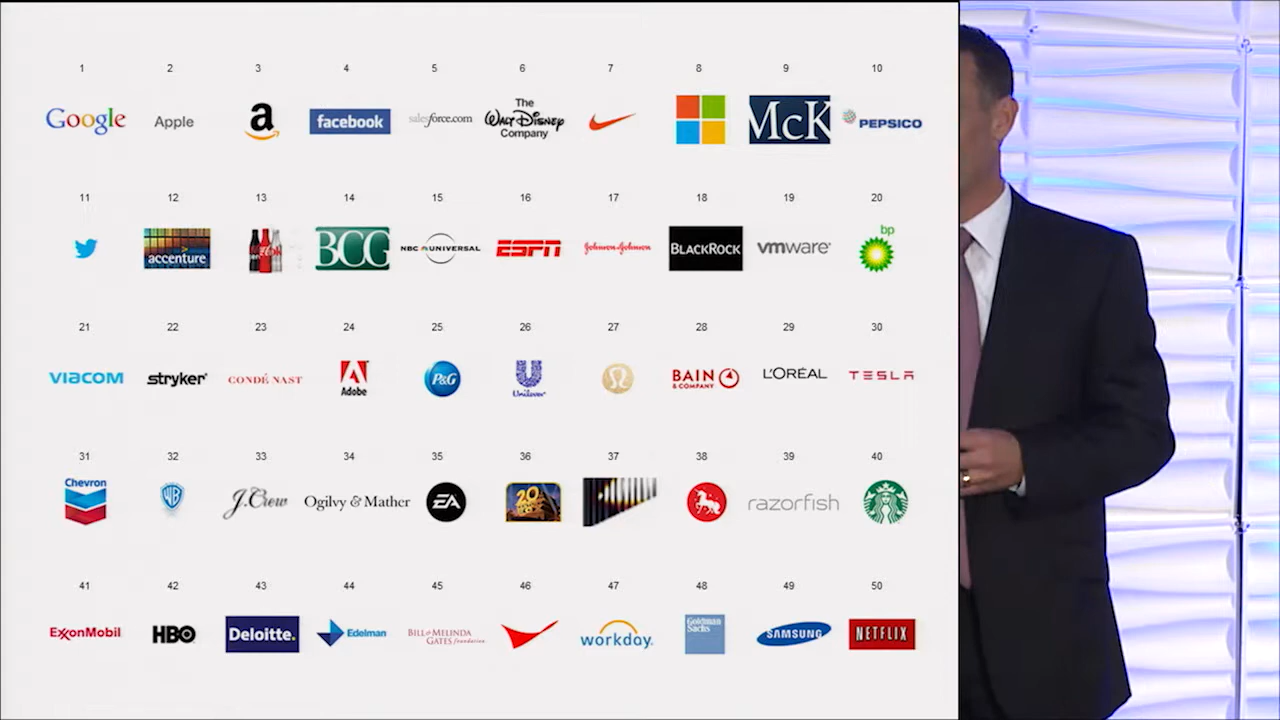 1 2 3 4 5 6 7 8 9 10
Google Apple a facebook salesforce.com The Walt Disney Company Nike McK PEPSICO
11 12 13 14 15 16 17 18 19 20
accenture BCG NBC UNIVERSAL ESPN Johnson & Johnson BLACKROCK vmware bp
21 22 23 24 25 26 27 28 29 30
VIACOM stryker CONDÉ NAST Adobe P&G Unilever BAIN & COMPANY L'ORÉAL TESLA
31 32 33 34 35 36 37 38 39 40
Chevron WB J.Crew Ogilvy & Mather EA 20 razorfish
41 42 43 44 45 46 47 48 49 50
ExxonMobil HBO Deloitte. Edelman BILL & MELINDA GATES foundation workday. Goldman Sachs SAMSUNG NETFLIX